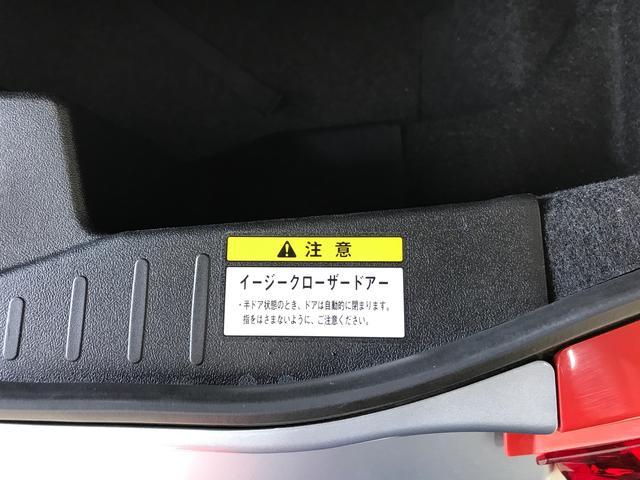 注意
イージークローザードアー
・半ドア状態のとき、ドアは自動的に閉まります。
指をはさまないように、ご注意ください。